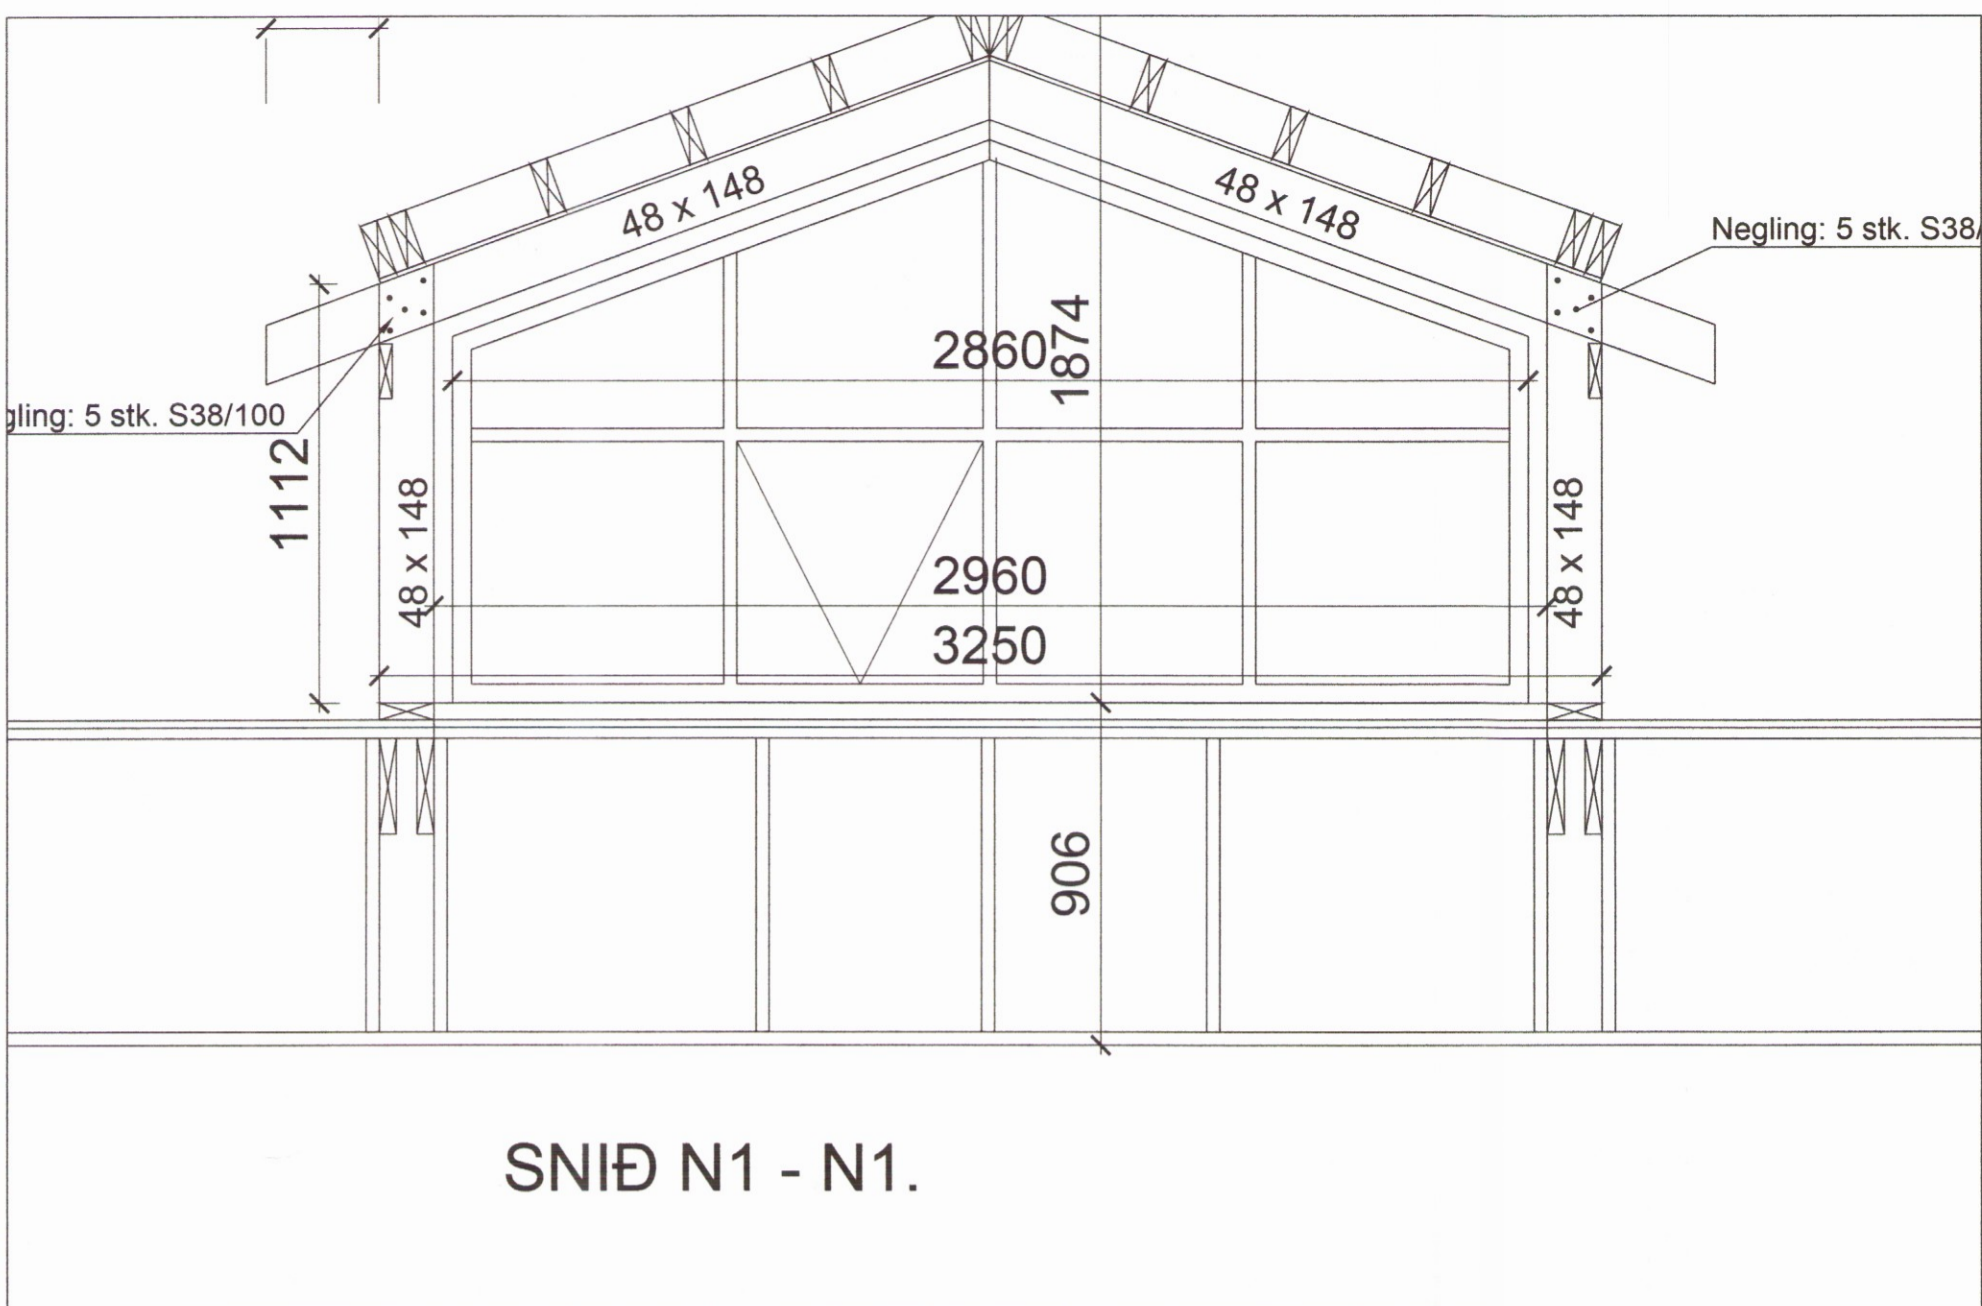 48 x 148
48 x 148
Negling: 5 stk. S38/
2860
1874
gling: 5 stk. S38/100
1112
48 x 148
48 x 148
2960
3250
906
SNIÐ N1 - N1.